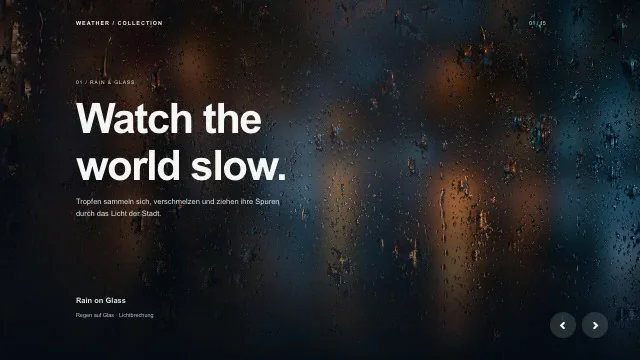 WEATHER / COLLECTION
01 / 15
01 / RAIN & GLASS
Watch the
world slow.
Tropfen sammeln sich, verschmelzen und ziehen ihre Spuren
durch das Licht der Stadt.
Rain on Glass
Regen auf Glas · Lichtbrechung